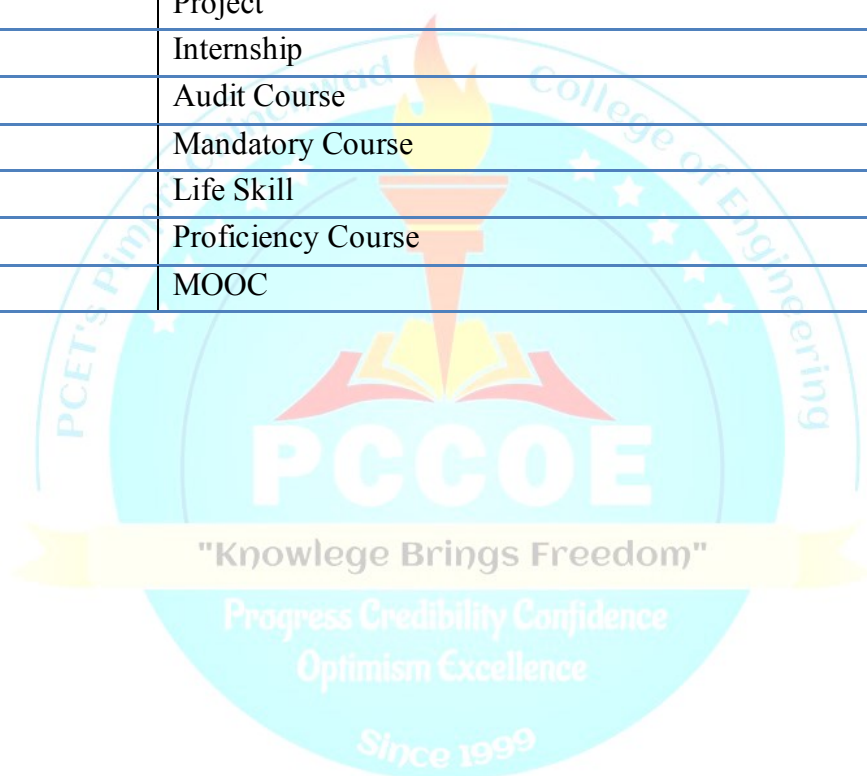 Project
Internship
Audit Course
Mandatory Course
Life Skill
Proficiency Course
MOOC
PCET's Pimpri Chinchwad College of Engineering
PCCOE
"Knowlege Brings Freedom"
Progress Credibility Confidence
Optimism Excellence
Since 1999